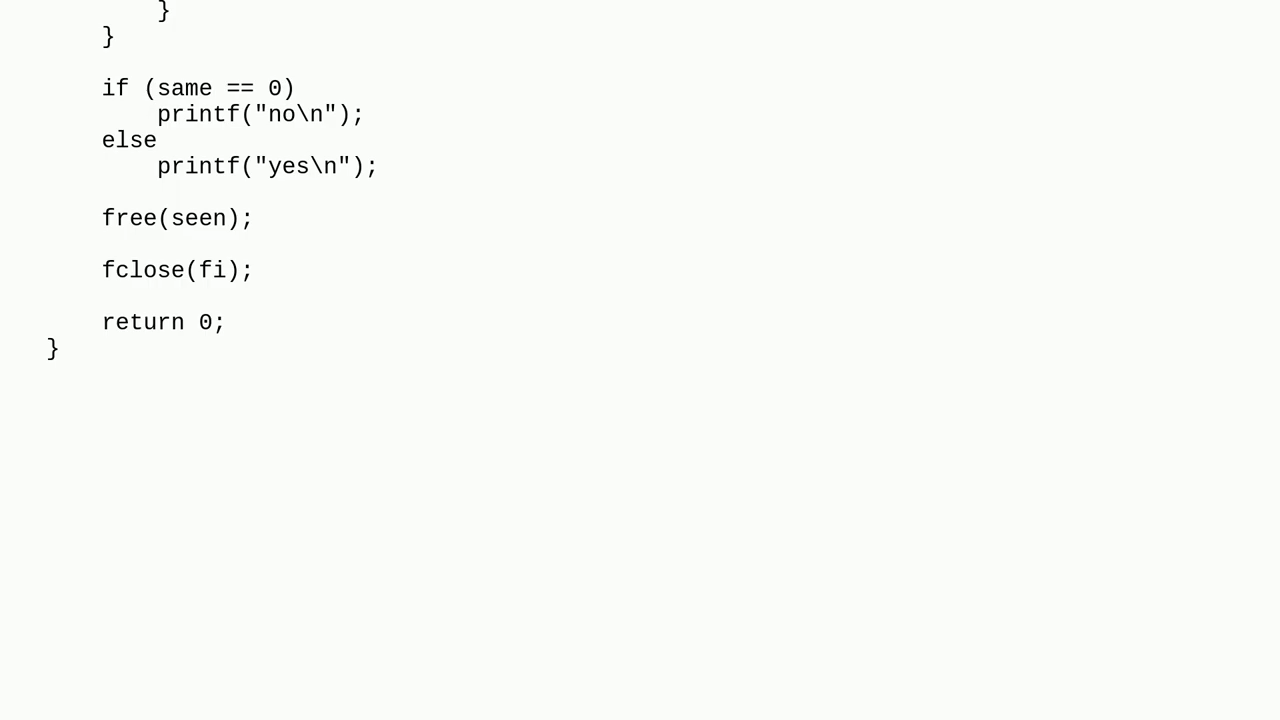 }
    }

    if (same == 0)
        printf("no\n");
    else
        printf("yes\n");

    free(seen);

    fclose(fi);

    return 0;
}